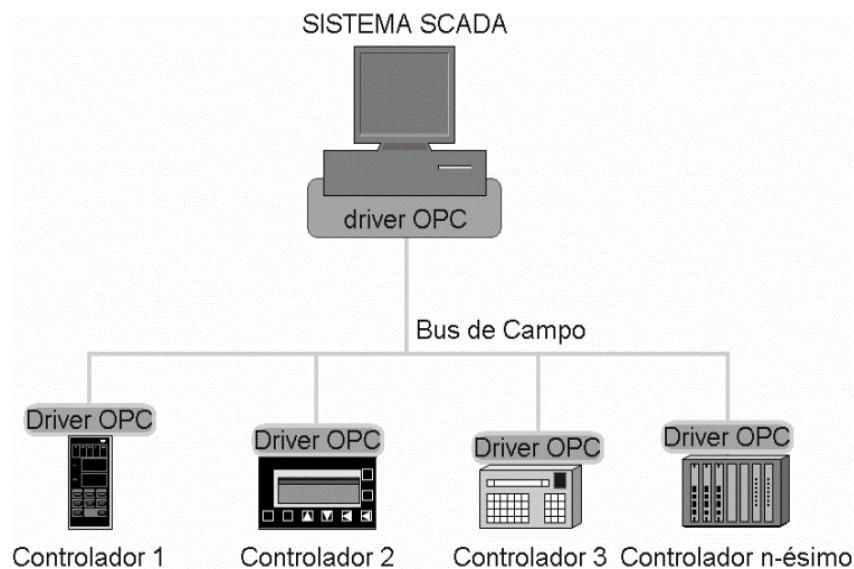 SISTEMA SCADA
driver OPC
Bus de Campo
Driver OPC
Driver OPC
Driver OPC
Driver OPC
Controlador 1
Controlador 2
Controlador 3
Controlador n-ésimo